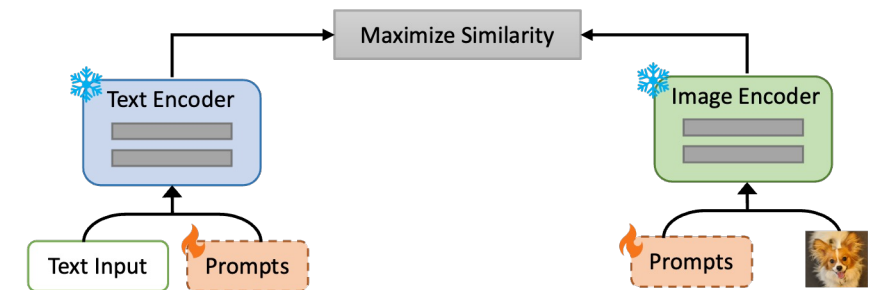 Maximize Similarity
Text Encoder
Image Encoder
Text Input
Prompts
Prompts